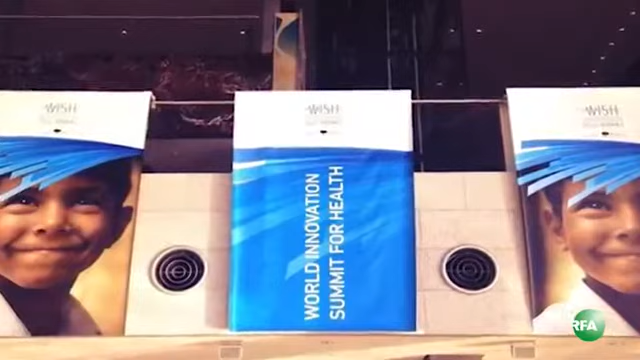 WISH
WISH
WISH
WORLD INNOVATION
SUMMIT FOR HEALTH
RFA